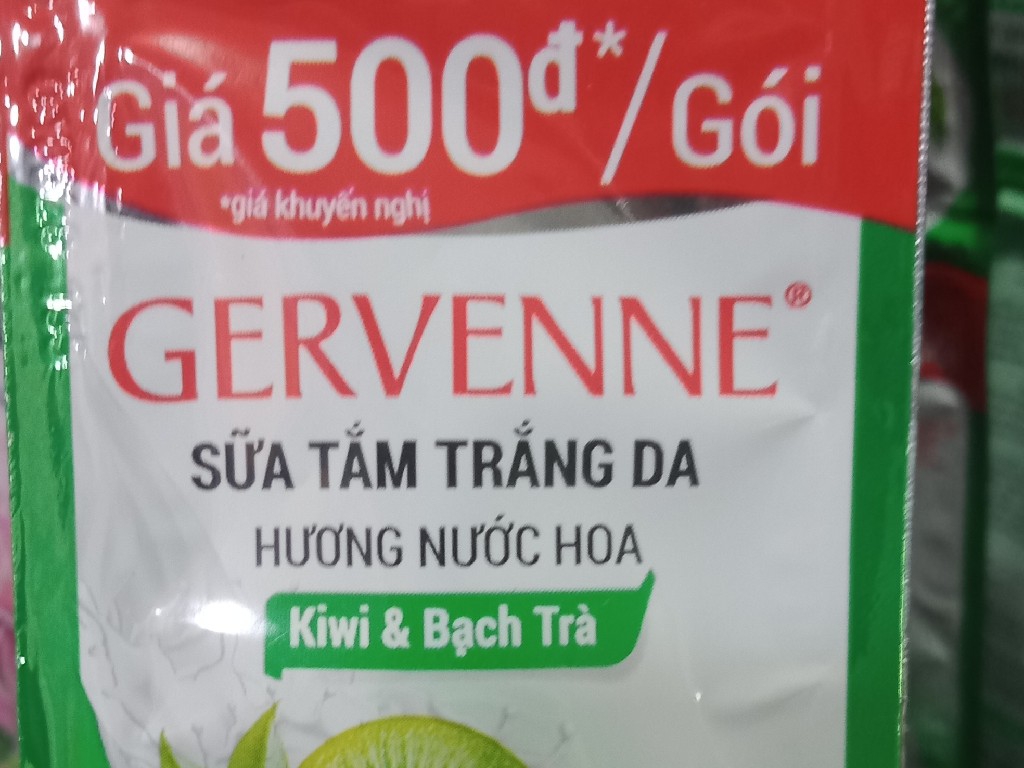 Giá 500đ*/Gói
*giá khuyến nghị
GERVENNE®
SỮA TẮM TRẮNG DA
HƯƠNG NƯỚC HOA
Kiwi & Bạch Trà